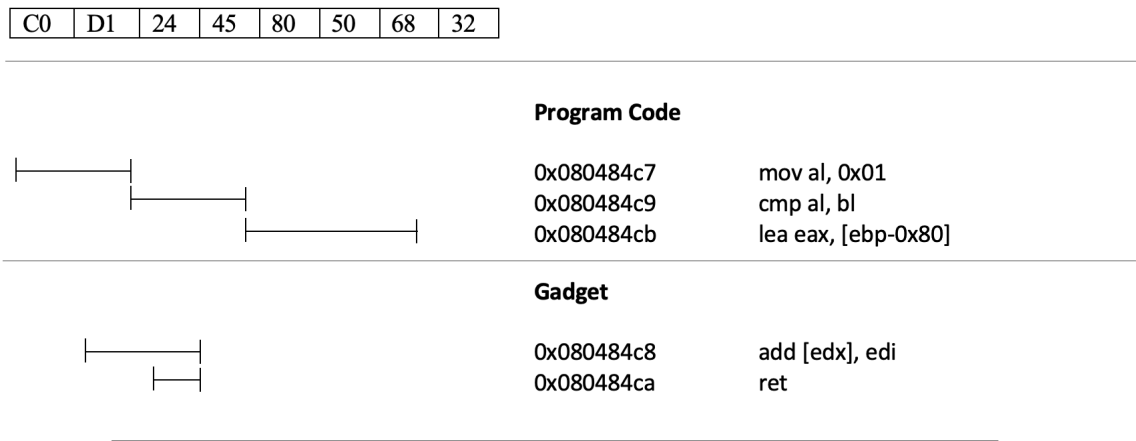 C0 D1 24 45 80 50 68 32
Program Code
0x080484c7 mov al, 0x01
0x080484c9 cmp al, bl
0x080484cb lea eax, [ebp-0x80]
Gadget
0x080484c8 add [edx], edi
0x080484ca ret